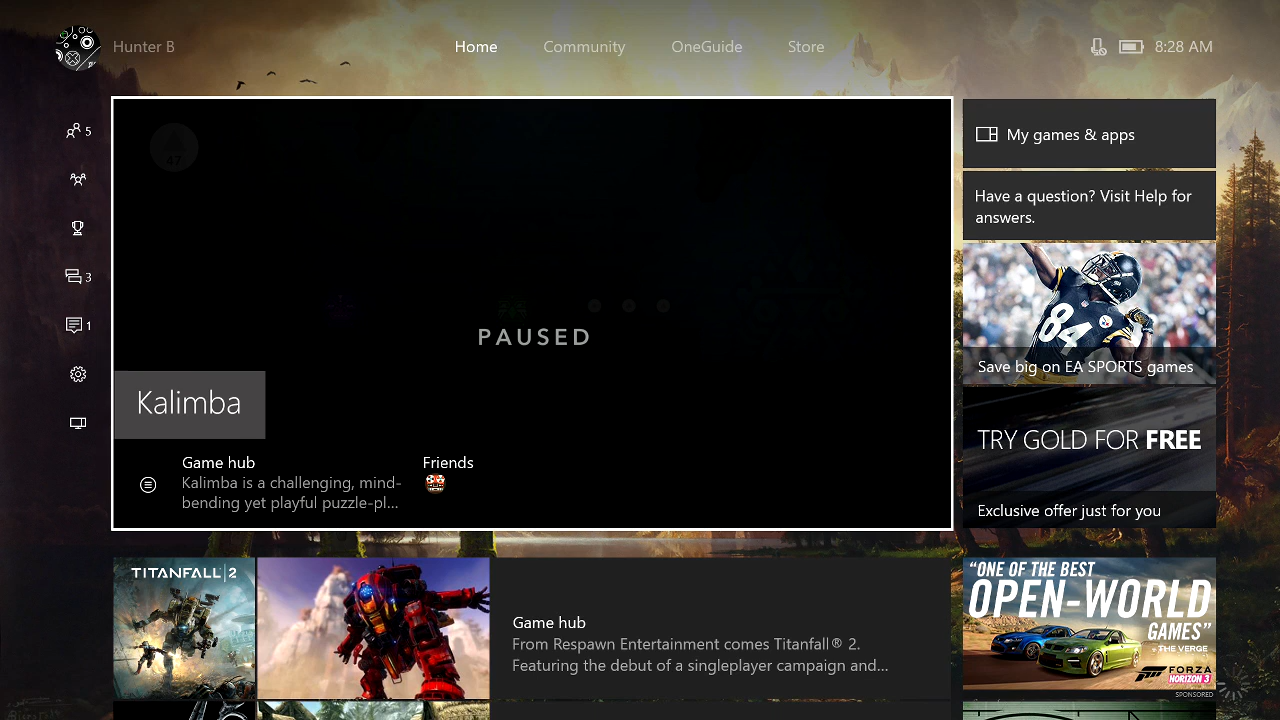 Hunter B
Home
Community
OneGuide
Store
8:28 AM
5
3
1
47
PAUSED
Kalimba
Game hub
Kalimba is a challenging, mind-
bending yet playful puzzle-pl...
Friends
My games & apps
Have a question? Visit Help for
answers.
84
Save big on EA SPORTS games
TRY GOLD FOR FREE
Exclusive offer just for you
TITANFALL|2
Game hub
From Respawn Entertainment comes Titanfall® 2.
Featuring the debut of a singleplayer campaign and...
“ONE OF THE BEST
OPEN-WORLD
GAMES”
THE VERGE
FORZA
HORIZON 3
SPONSORED